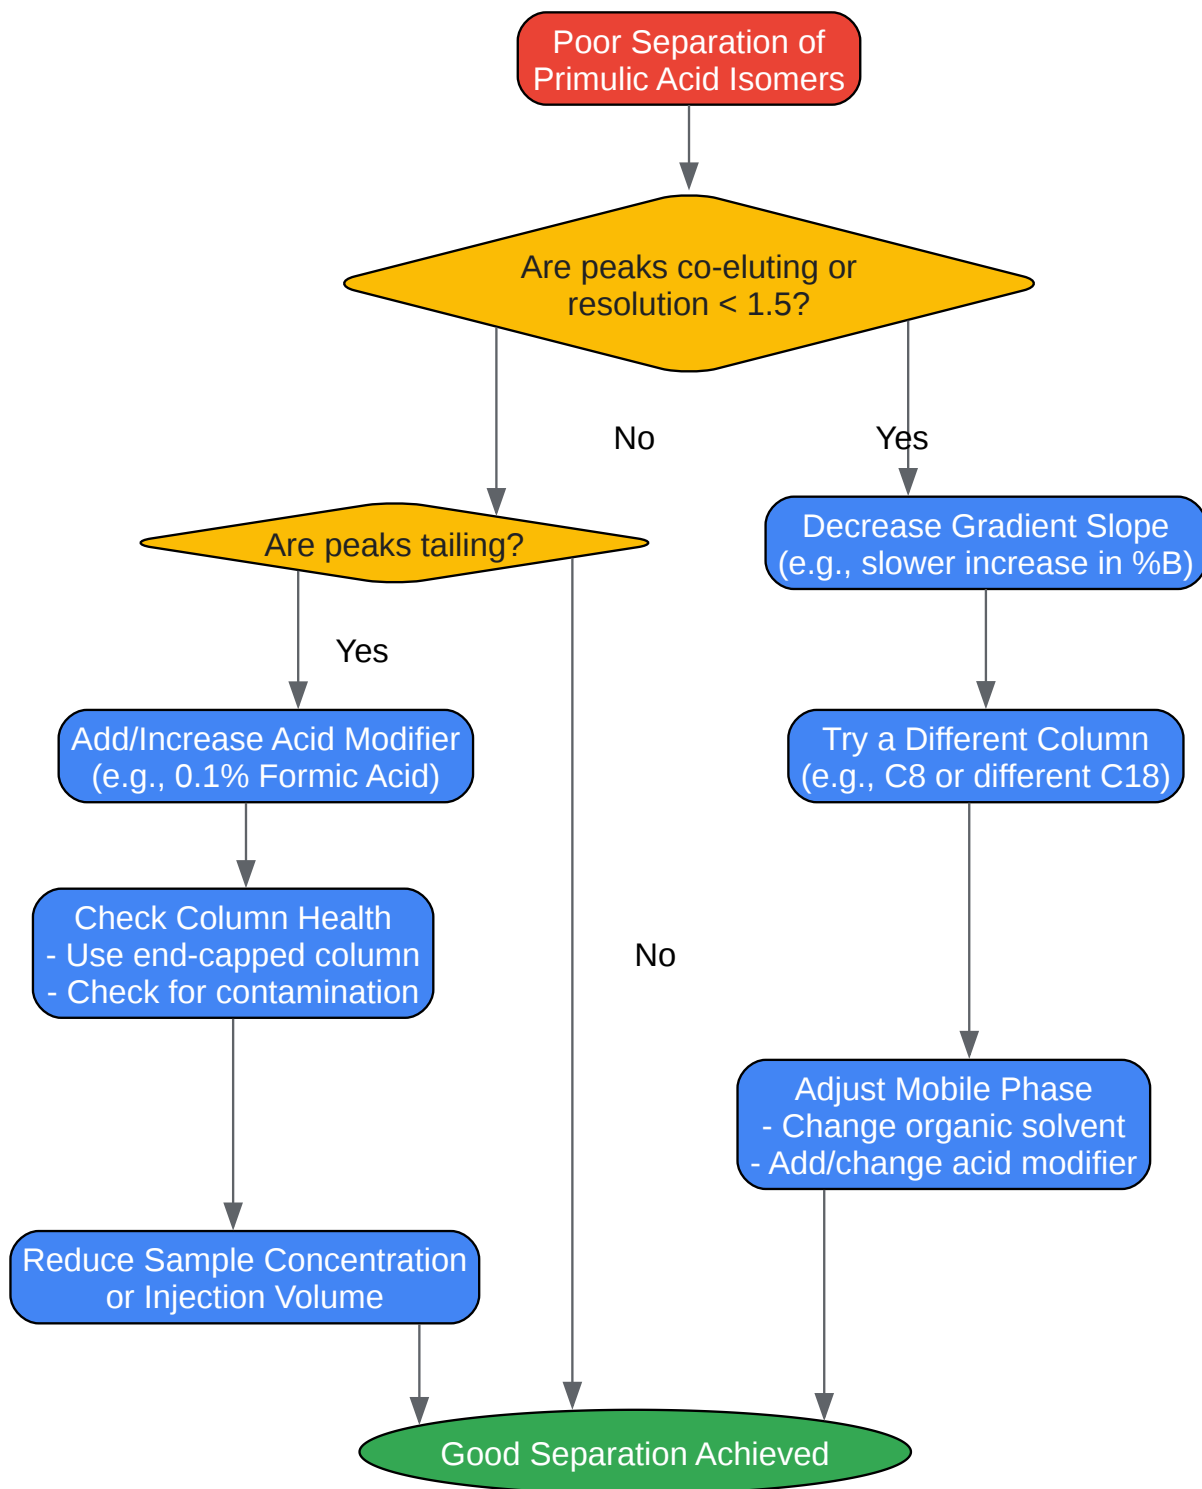 Poor Separation of
Primulic Acid Isomers
Are peaks co-eluting or
resolution < 1.5?
No
Yes
Decrease Gradient Slope
(e.g., slower increase in %B)
Are peaks tailing?
Yes
Add/Increase Acid Modifier
(e.g., 0.1% Formic Acid)
Try a Different Column
(e.g., C8 or different C18)
Check Column Health
- Use end-capped column
- Check for contamination
No
Adjust Mobile Phase
- Change organic solvent
- Add/change acid modifier
Reduce Sample Concentration
or Injection Volume
Good Separation Achieved